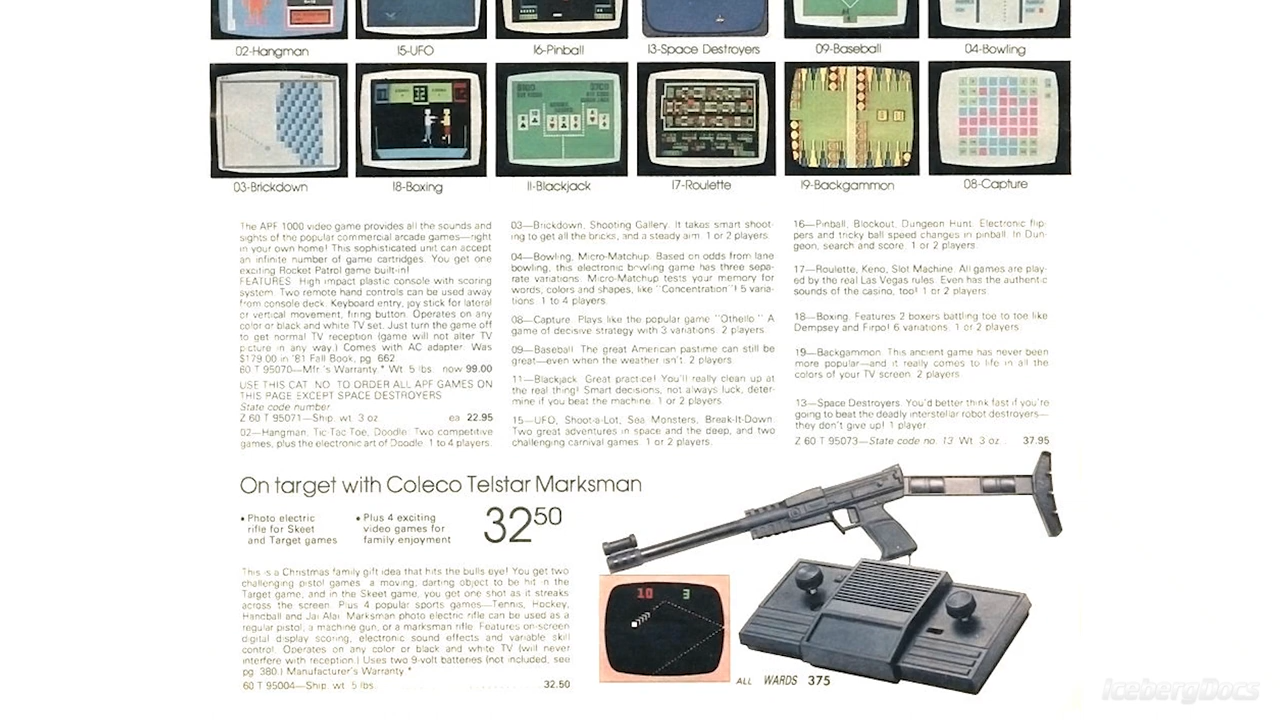 02-Hangman
15-UFO
16-Pinball
13-Space Destroyers
09-Baseball
04-Bowling
03-Brickdown
18-Boxing
11-Blackjack
17-Roulette
19-Backgammon
08-Capture
The APF 1000 video game provides all the sounds and
sights of the popular commercial arcade games—right
in your own home! This sophisticated unit can accept
an infinite number of game cartridges. You get one
exciting Rocket Patrol game built-in!
FEATURES: High impact plastic console with scoring
system. Two remote hand controls can be used away
from console deck. Keyboard entry, joy stick for lateral
or vertical movement, firing button. Operates on any
color or black and white TV set. Just turn the game off
to get normal TV reception (game will not alter TV
picture in any way.) Comes with AC adapter. Was
$179.00 in '81 Fall Book, pg. 662.
60 T 95070—Mfr.'s Warranty.* Wt. 5 lbs. now 99.00
USE THIS CAT. NO. TO ORDER ALL APF GAMES ON
THIS PAGE EXCEPT SPACE DESTROYERS
State code number
Z 60 T 95071—Ship. wt. 3 oz. ea. 22.95
02—Hangman, Tic Tac Toe, Doodle. Two competitive
games, plus the electronic art of Doodle. 1 to 4 players.
03—Brickdown, Shooting Gallery. It takes smart shoot-
ing to get all the bricks, and a steady aim. 1 or 2 players.
04—Bowling, Micro-Matchup. Based on odds from lane
bowling, this electronic bowling game has three sepa-
rate variations. Micro-Matchup tests your memory for
words, colors and shapes, like "Concentration"! 5 varia-
tions. 1 to 4 players.
08—Capture. Plays like the popular game "Othello." A
game of decisive strategy with 3 variations. 2 players.
09—Baseball. The great American pastime can still be
great—even when the weather isn't. 2 players.
11—Blackjack. Great practice! You'll really clean up at
the real thing! Smart decisions, not always luck, deter-
mine if you beat the machine. 1 or 2 players.
15—UFO, Shoot-a-Lot, Sea Monsters, Break-It-Down.
Two great adventures in space and the deep, and two
challenging carnival games. 1 or 2 players.
16—Pinball, Blockout, Dungeon Hunt. Electronic flip-
pers and tricky ball speed changes in pinball. In Dun-
geon, search and score. 1 or 2 players.
17—Roulette, Keno, Slot Machine. All games are play-
ed by the real Las Vegas rules. Even has the authentic
sounds of the casino, too! 1 or 2 players.
18—Boxing. Features 2 boxers battling toe to toe like
Dempsey and Firpo! 6 variations. 1 or 2 players.
19—Backgammon. This ancient game has never been
more popular—and it really comes to life in all the
colors of your TV screen. 2 players.
13—Space Destroyers. You'd better think fast if you're
going to beat the deadly interstellar robot destroyers—
they don't give up! 1 player
Z 60 T 95073—State code no. 13 Wt. 3 oz. 37.95
On target with Coleco Telstar Marksman
• Photo electric
rifle for Skeet
and Target games
• Plus 4 exciting
video games for
family enjoyment
32 50
This is a Christmas family gift idea that hits the bulls eye! You get two
challenging pistol games: a moving, darting object to be hit in the
Target game, and in the Skeet game, you get one shot as it streaks
across the screen. Plus 4 popular sports games—Tennis, Hockey,
Handball and Jai Alai. Marksman photo electric rifle can be used as a
regular pistol, a machine gun, or a marksman rifle. Features on-screen
digital display scoring, electronic sound effects and variable skill
control. Operates on any color or black and white TV (will never
interfere with reception.) Uses two 9-volt batteries (not included, see
pg. 380.) Manufacturer's Warranty.*
60 T 95004—Ship. wt. 5 lbs. 32.50
10 3
ALL WARDS 375
IcebergDocs